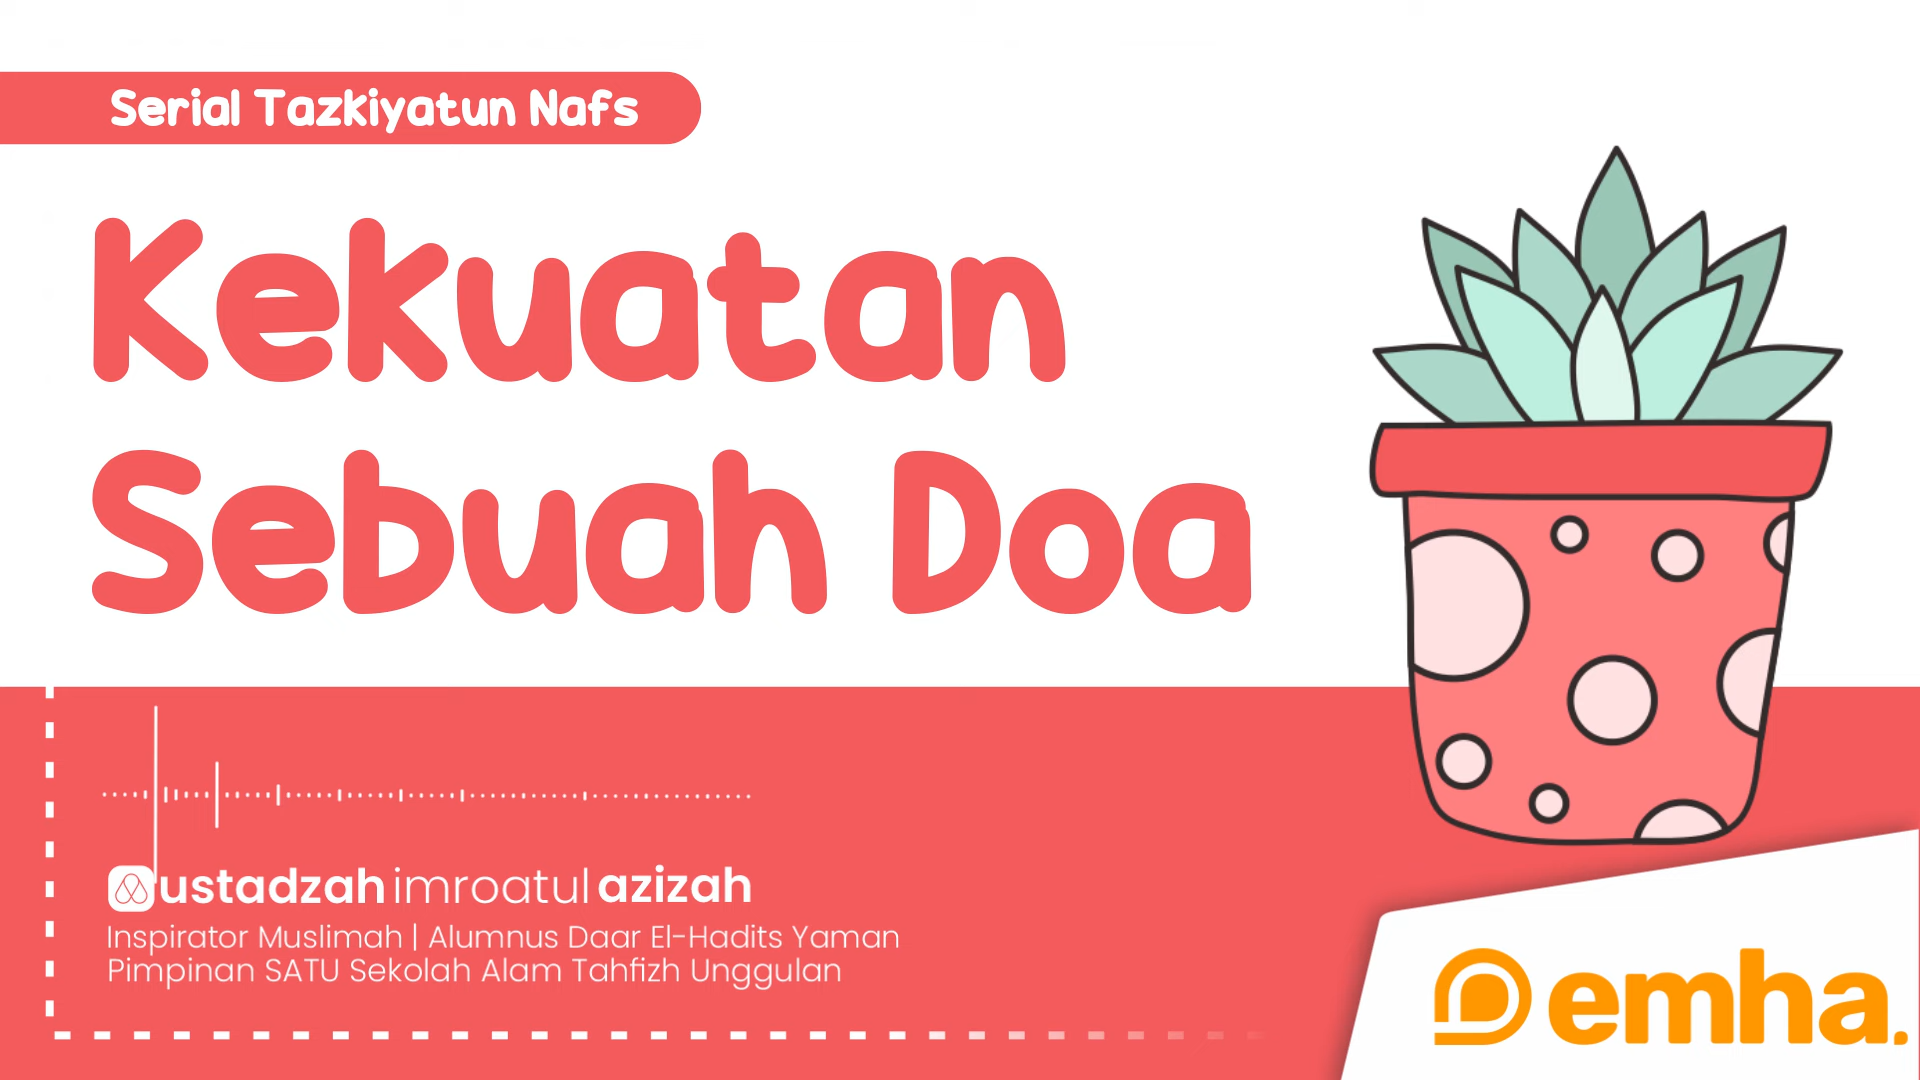 Serial Tazkiyatun Nafs
Kekuatan
Sebuah Doa
ustadzah imroatul azizah
Inspirator Muslimah | Alumnus Daar El-Hadits Yaman
Pimpinan SATU Sekolah Alam Tahfizh Unggulan
emha.